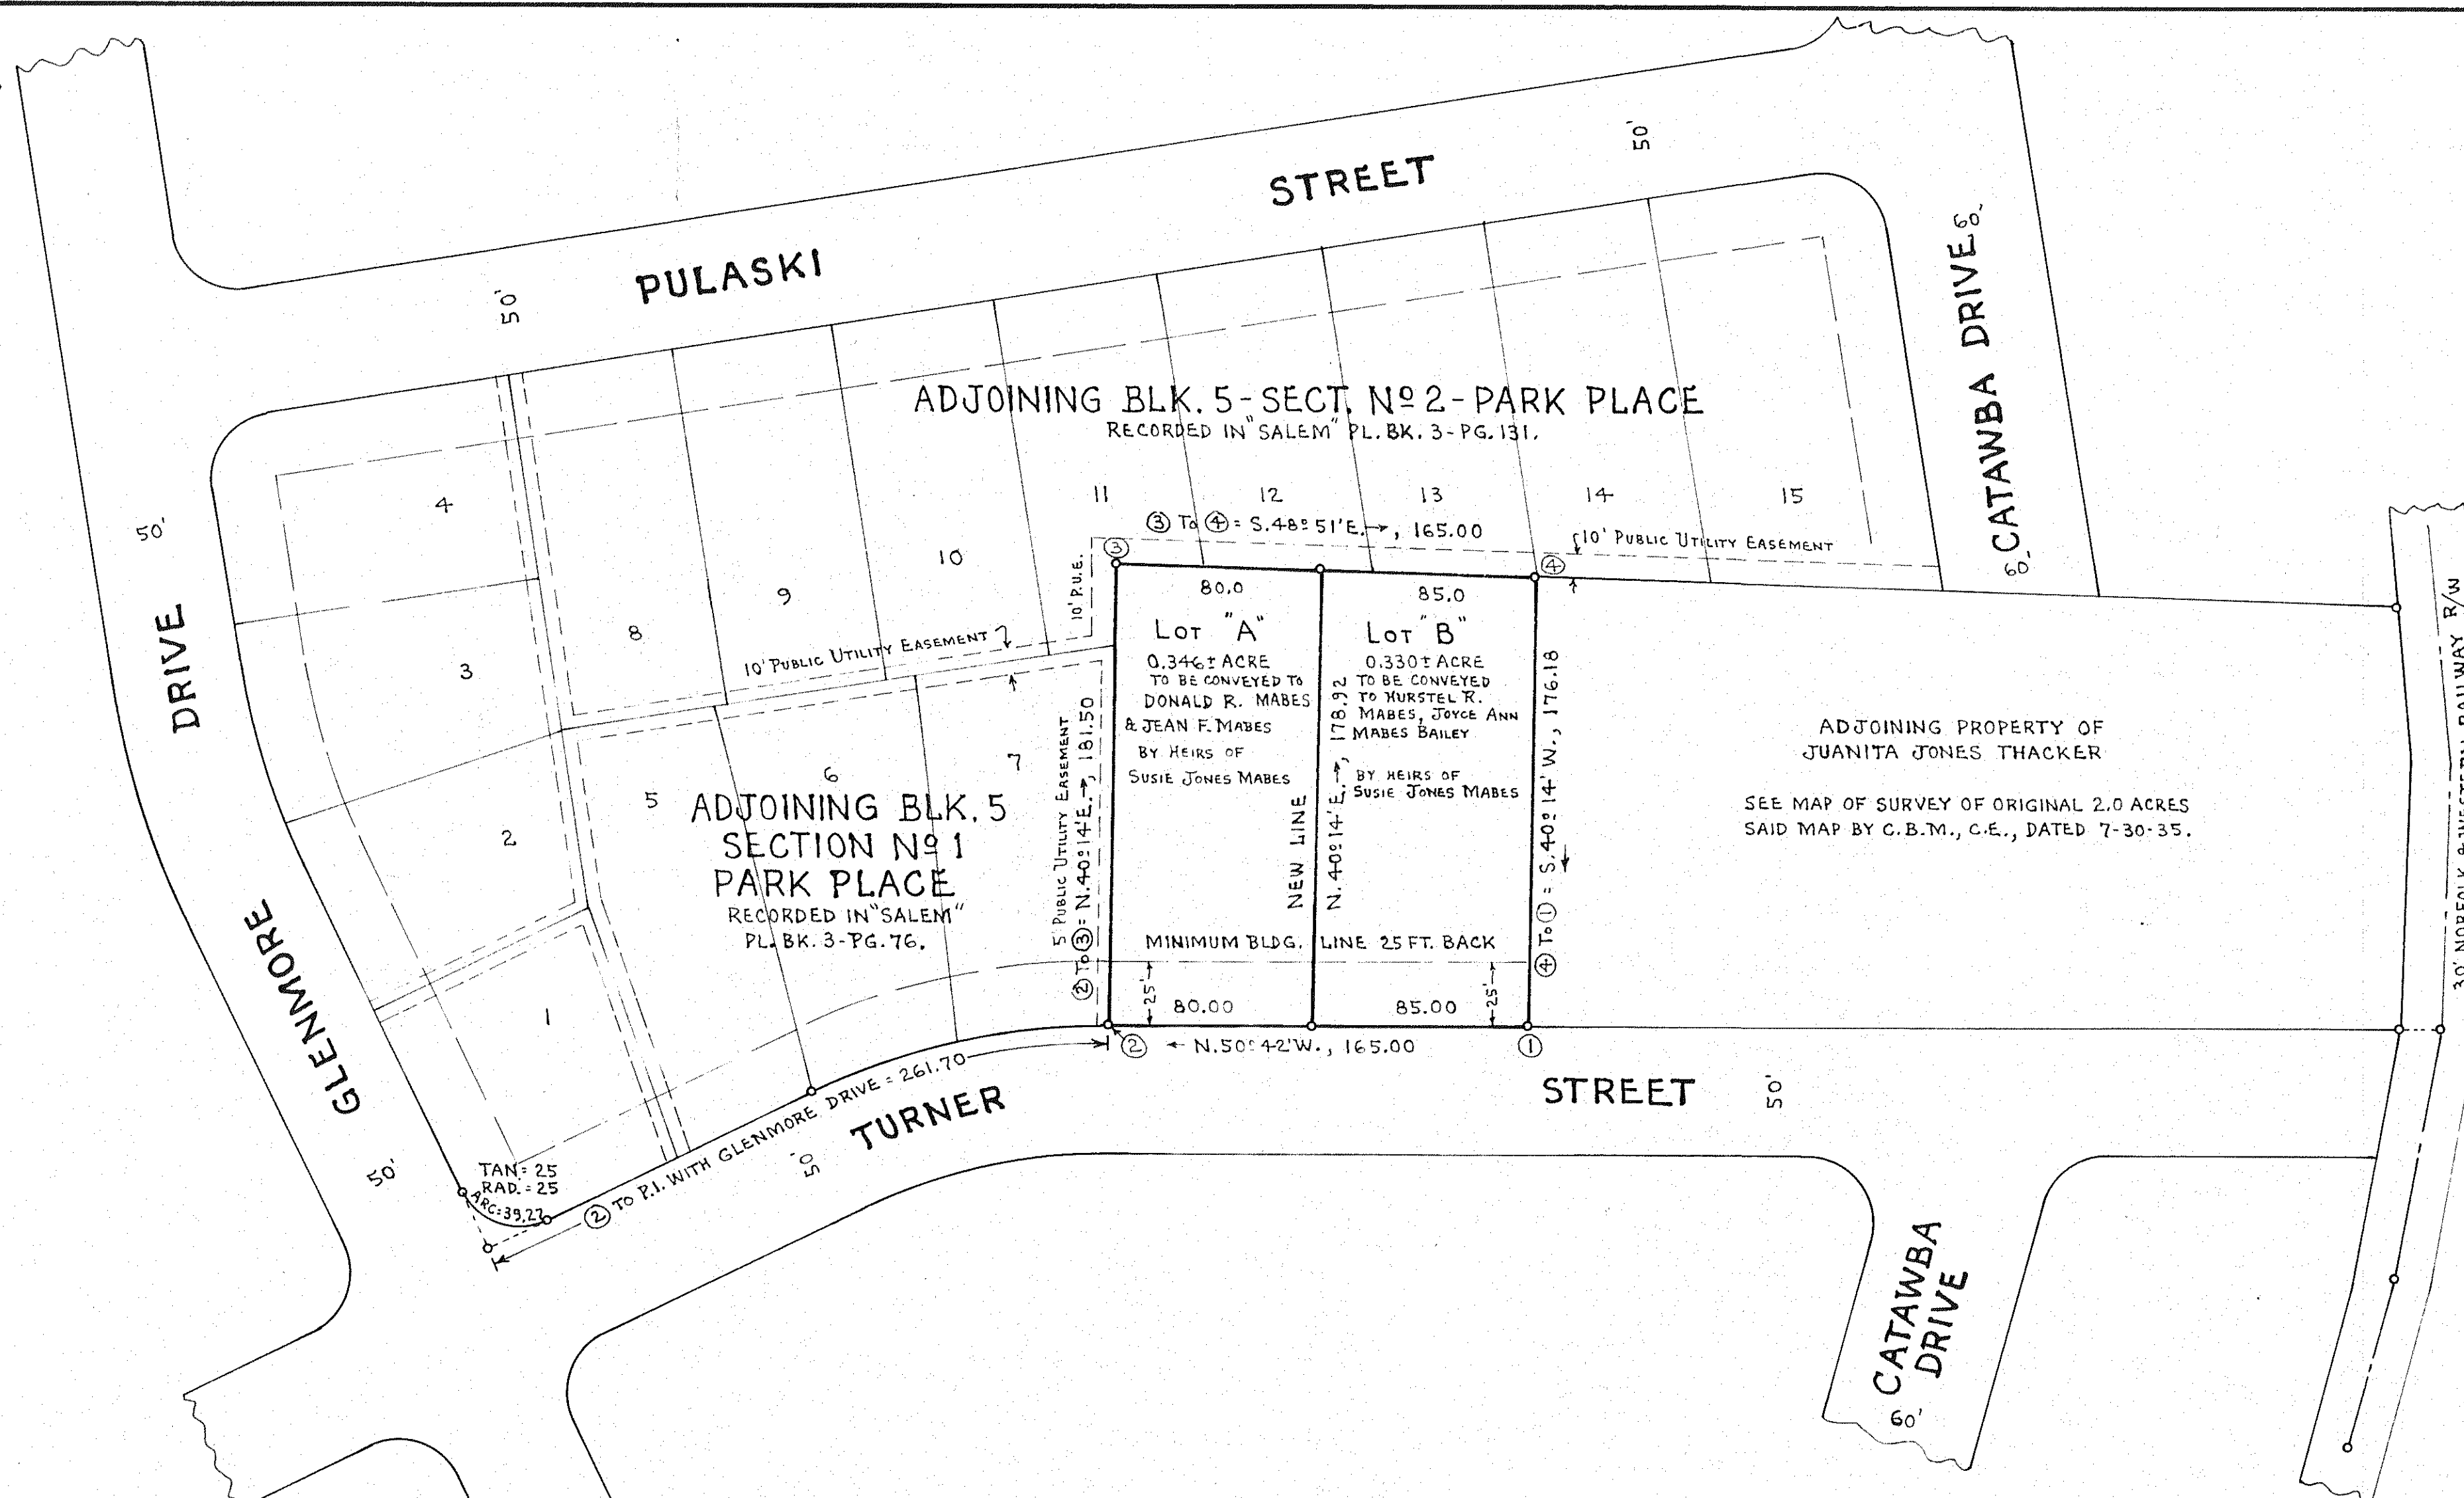 PULASKI STREET
50'
50'
CATAWBA DRIVE
60'
60'
ADJOINING BLK. 5 - SECT. Nº 2 - PARK PLACE
RECORDED IN "SALEM" PL. BK. 3 - PG. 131.
4
11
12
13
14
15
③ TO ④ = S. 48° 51' E. →, 165.00
10' PUBLIC UTILITY EASEMENT
③
④
50'
GLENMORE DRIVE
50'
3
8
9
10
10' PUBLIC UTILITY EASEMENT
10' P.U.E.
80.0
LOT "A"
0.346± ACRE
TO BE CONVEYED TO
DONALD R. MABES
& JEAN F. MABES
BY HEIRS OF
SUSIE JONES MABES
85.0
LOT "B"
0.330± ACRE
TO BE CONVEYED
TO HURSTEL R.
MABES, JOYCE ANN
MABES BAILEY
BY HEIRS OF
SUSIE JONES MABES
NEW LINE
N. 40° 14' E. →, 178.92
④ TO ① = S. 40° 14' W., 176.18
5' PUBLIC UTILITY EASEMENT
② TO ③ = N. 40° 14' E. →, 181.50
ADJOINING PROPERTY OF
JUANITA JONES THACKER
SEE MAP OF SURVEY OF ORIGINAL 2.0 ACRES
SAID MAP BY C.B.M., C.E., DATED 7-30-35.
30' NORFOLK & WESTERN RAILWAY R/W
2
5
6
7
ADJOINING BLK. 5
SECTION Nº 1
PARK PLACE
RECORDED IN "SALEM"
PL. BK. 3 - PG. 76.
1
MINIMUM BLDG. LINE 25 FT. BACK
25'
25'
80.00
85.00
②
← N. 50° 42' W., 165.00
①
TAN. = 25
RAD. = 25
ARC = 39.27
② TO P.I. WITH GLENMORE DRIVE = 261.70
50'
TURNER STREET
50'
CATAWBA
DRIVE
60'